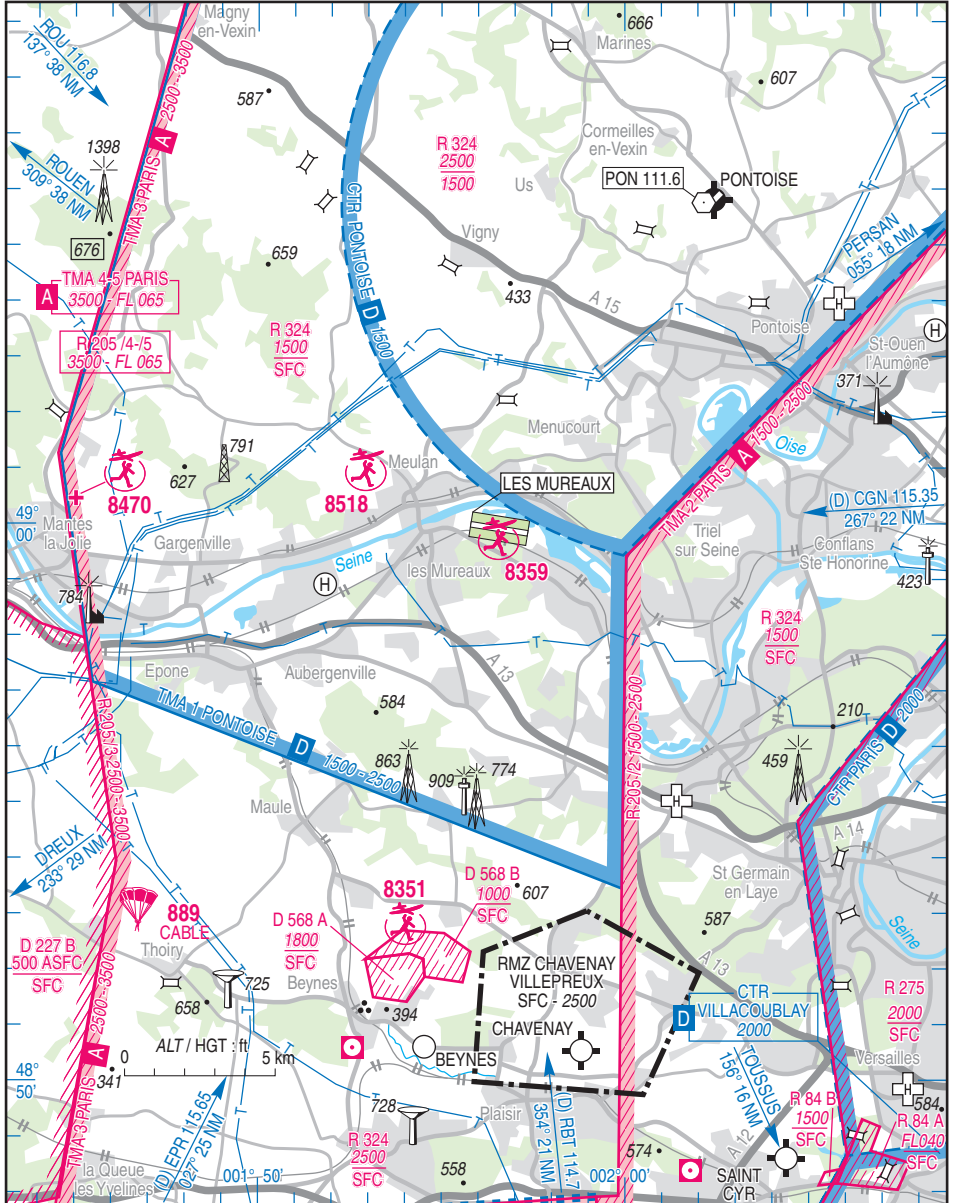 Magny
en-Vexin
666
Marines
607
ROU 116.8
137° 38 NM
587
TMA 3 PARIS A 2500 - 3500
Cormeilles
en-Vexin
R 324
2500
1500
1398
ROUEN
309° 38 NM
Us
PON 111.6
PONTOISE
676
Vigny
CTR PONTOISE D 1500
PERSAN
055° 18 NM
659
TMA 4-5 PARIS
A
3500 - FL 065
433
A 15
R 205 /4-/5
3500 - FL 065
R 324
1500
SFC
Pontoise
St-Ouen
l'Aumône
H
H
371
Menucourt
Oise
TMA 2 PARIS A 1500 - 2500
791
627
8470
8518
Meulan
LES MUREAUX
(D) CGN 115.35
267° 22 NM
49°
00'
Mantes
la Jolie
Gargenville
Triel
sur Seine
Conflans
Ste Honorine
Seine
H
les Mureaux
8359
423
784
R 324
1500
SFC
Epone
Aubergenville
A 13
584
TMA 1 PONTOISE D 1500 - 2500
R 205 /3 2500 - 3500
R 205 /2 1500 - 2500
210
CTR PARIS D 2000
863
909
774
459
H
Maule
A 14
DREUX
233° 29 NM
8351
D 568 B
1000
SFC
607
St Germain
en Laye
889
CABLE
D 568 A
1800
SFC
587
Seine
A 13
Thoiry
D 227 B
500 ASFC
SFC
RMZ CHAVENAY
VILLEPREUX
SFC - 2500
725
658
Beynes
394
CTR
VILLACOUBLAY
2000
D
R 275
2000
SFC
CHAVENAY
BEYNES
ALT / HGT : ft
0
5 km
TMA 3 PARIS A 2500 - 3500
341
48°
50'
Versailles
H
584
TOUSSUS
156° 16 NM
R 84 B
1500
SFC
R 84 A
FL040
SFC
728
Plaisir
(D) EPR 115.65
027° 25 NM
(D) RBT 114.7
354° 21 NM
R 324
2500
SFC
A 12
574
558
la Queue
les Yvelines
001° 50'
002° 00'
SAINT
CYR